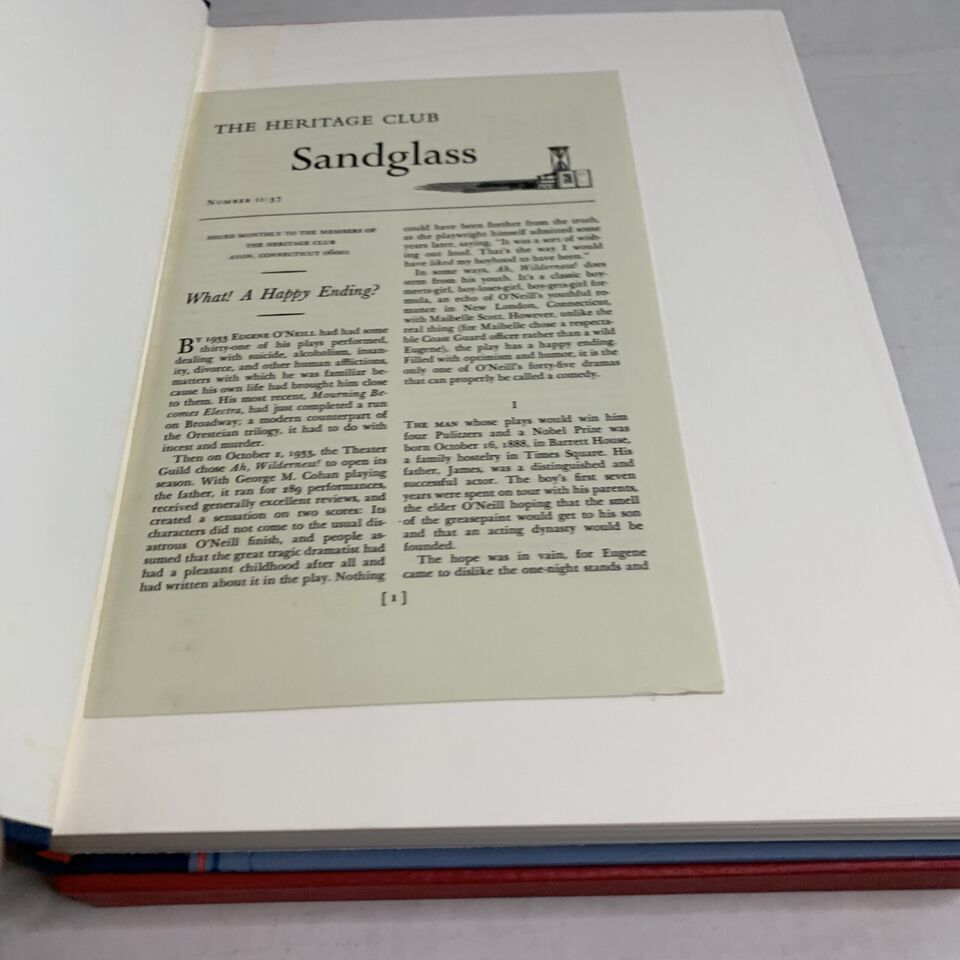 THE HERITAGE CLUB
Sandglass
NUMBER 11:37
ISSUED MONTHLY TO THE MEMBERS OF
THE HERITAGE CLUB
AVON, CONNECTICUT 06001
What! A Happy Ending?
BY 1933 EUGENE O'NEILL had had some
thirty-one of his plays performed,
dealing with suicide, alcoholism, insan-
ity, divorce, and other human afflictions,
matters with which he was familiar be-
cause his own life had brought him close
to them. His most recent, Mourning Be-
comes Electra, had just completed a run
on Broadway; a modern counterpart of
the Oresteian trilogy, it had to do with
incest and murder.
Then on October 2, 1933, the Theater
Guild chose Ah, Wilderness! to open its
season. With George M. Cohan playing
the father, it ran for 289 performances,
received generally excellent reviews, and
created a sensation on two scores: Its
characters did not come to the usual dis-
astrous O'Neill finish, and people as-
sumed that the great tragic dramatist had
had a pleasant childhood after all and
had written about it in the play. Nothing
could have been further from the truth,
as the playwright himself admitted some
years later, saying, "It was a sort of wish-
ing out loud. That's the way I would
have liked my boyhood to have been."
In some ways, Ah, Wilderness! does
stem from his youth. It's a classic boy-
meets-girl, boy-loses-girl, boy-gets-girl for-
mula, an echo of O'Neill's youthful ro-
mance in New London, Connecticut,
with Maibelle Scott. However, unlike the
real thing (for Maibelle chose a respecta-
ble Coast Guard officer rather than a wild
Eugene), the play has a happy ending.
Filled with optimism and humor, it is the
only one of O'Neill's forty-five dramas
that can properly be called a comedy.
I
THE MAN whose plays would win him
four Pulitzers and a Nobel Prize was
born October 16, 1888, in Barrett House,
a family hostelry in Times Square. His
father, James, was a distinguished and
successful actor. The boy's first seven
years were spent on tour with his parents,
the elder O'Neill hoping that the smell
of the greasepaint would get to his son
and that an acting dynasty would be
founded.
The hope was in vain, for Eugene
came to dislike the one-night stands and
[ 1 ]